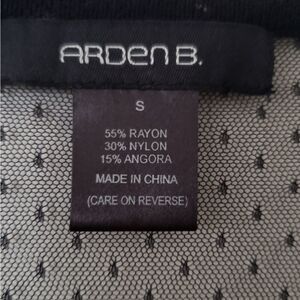 ARDEN B.
S
55% RAYON
30% NYLON
15% ANGORA
MADE IN CHINA
(CARE ON REVERSE)